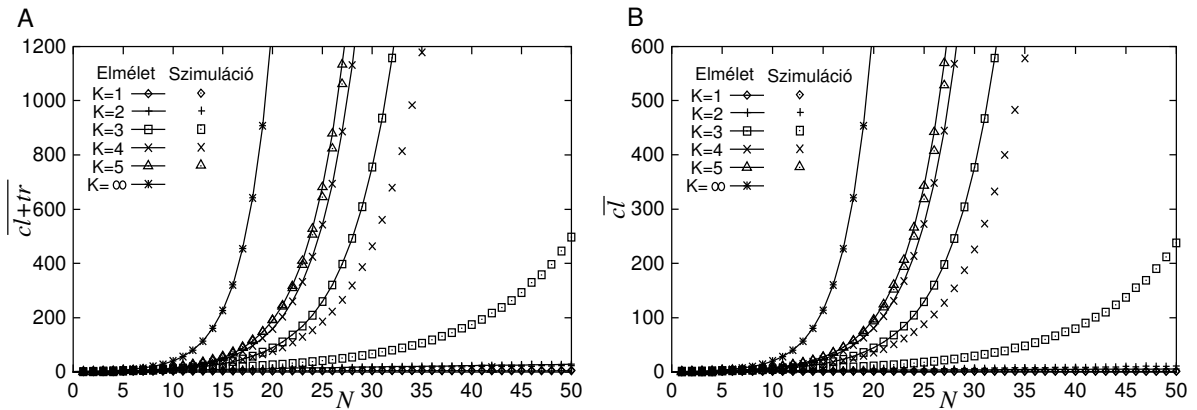 A
1200
1000
800
600
400
200
0
Elmélet Szimuláció
K=1
K=2
K=3
K=4
K=5
K=∞
cl+tr
0 5 10 15 20 25 30 35 40 45 50
N
B
600
500
400
300
200
100
0
Elmélet Szimuláció
K=1
K=2
K=3
K=4
K=5
K=∞
cl
0 5 10 15 20 25 30 35 40 45 50
N